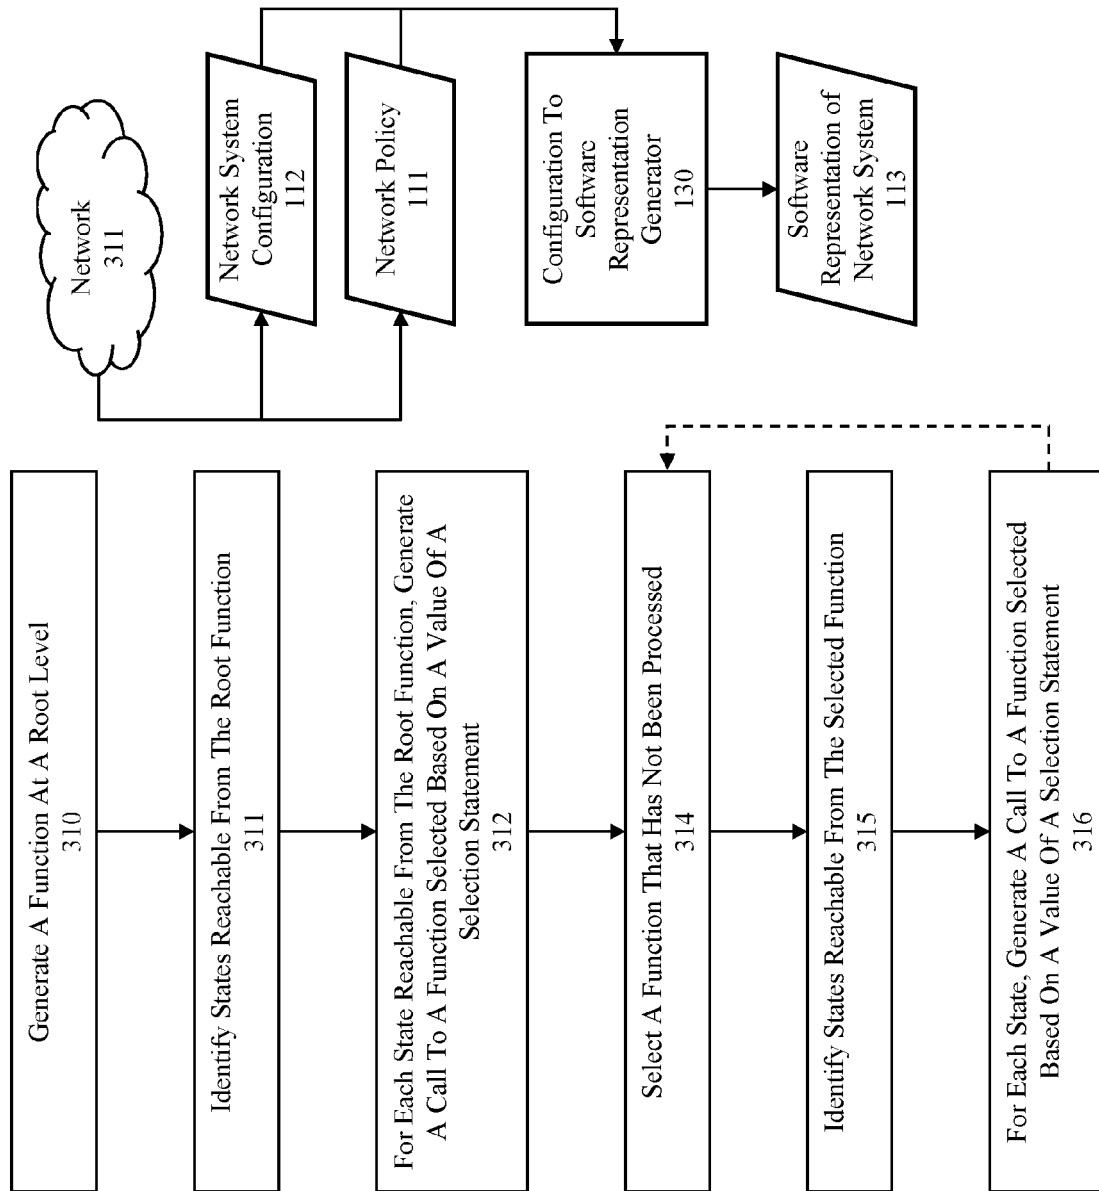 Generate A Function At A Root Level
310
Identify States Reachable From The Root Function
311
For Each State Reachable From The Root Function, Generate
A Call To A Function Selected Based On A Value Of A
Selection Statement
312
Select A Function That Has Not Been Processed
314
Identify States Reachable From The Selected Function
315
For Each State, Generate A Call To A Function Selected
Based On A Value Of A Selection Statement
316
Network
311
Network System
Configuration
112
Network Policy
111
Configuration To
Software
Representation
Generator
130
Software
Representation of
Network System
113